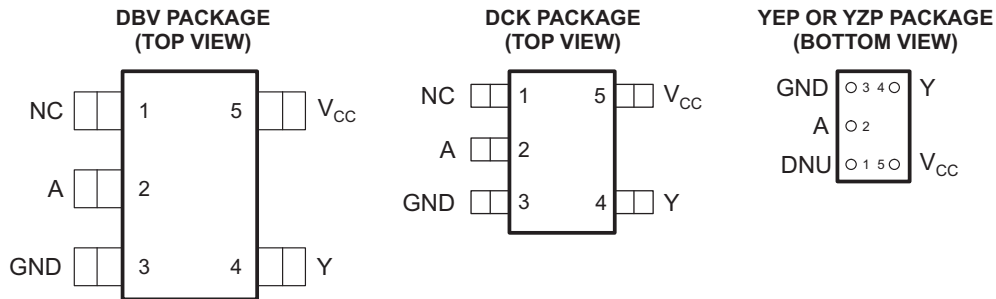 DBV PACKAGE
(TOP VIEW)
NC 1 5 VCC
A 2
GND 3 4 Y
DCK PACKAGE
(TOP VIEW)
NC 1 5 VCC
A 2
GND 3 4 Y
YEP OR YZP PACKAGE
(BOTTOM VIEW)
GND 3 4 Y
A 2
DNU 1 5 VCC